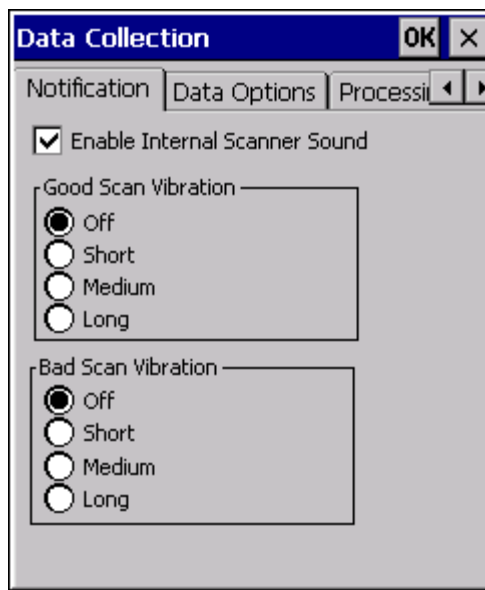 Data Collection OK ×
Notification Data Options
Enable Internal Scanner Sound
Good Scan Vibration
Off
Short
Medium
Long
Bad Scan Vibration
Off
Short
Medium
Long